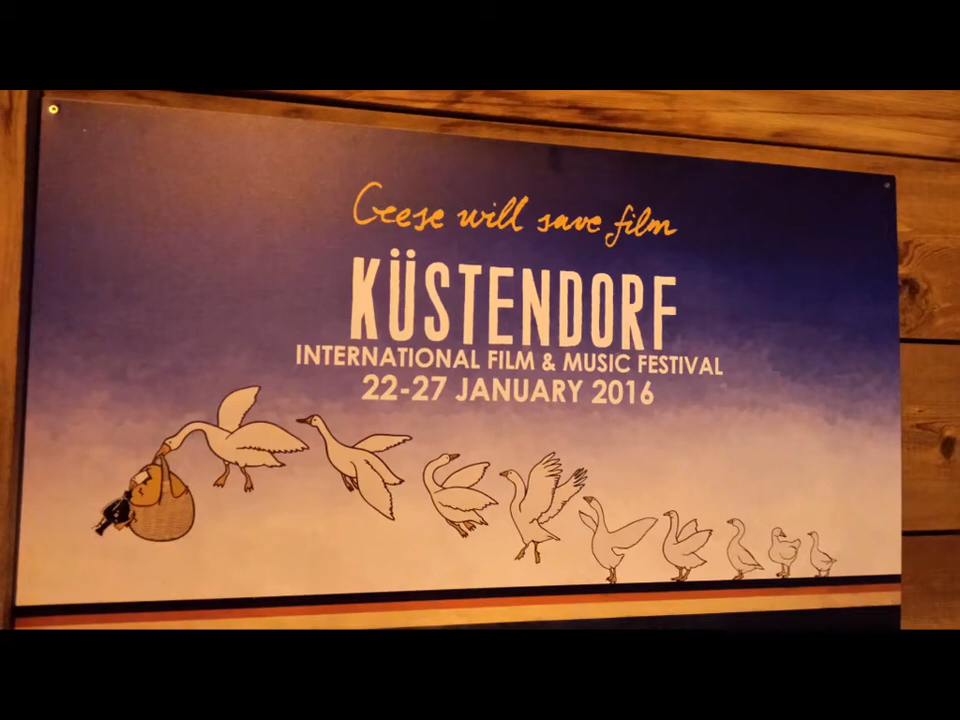 Geese will save film
KÜSTENDORF
INTERNATIONAL FILM & MUSIC FESTIVAL
22-27 JANUARY 2016